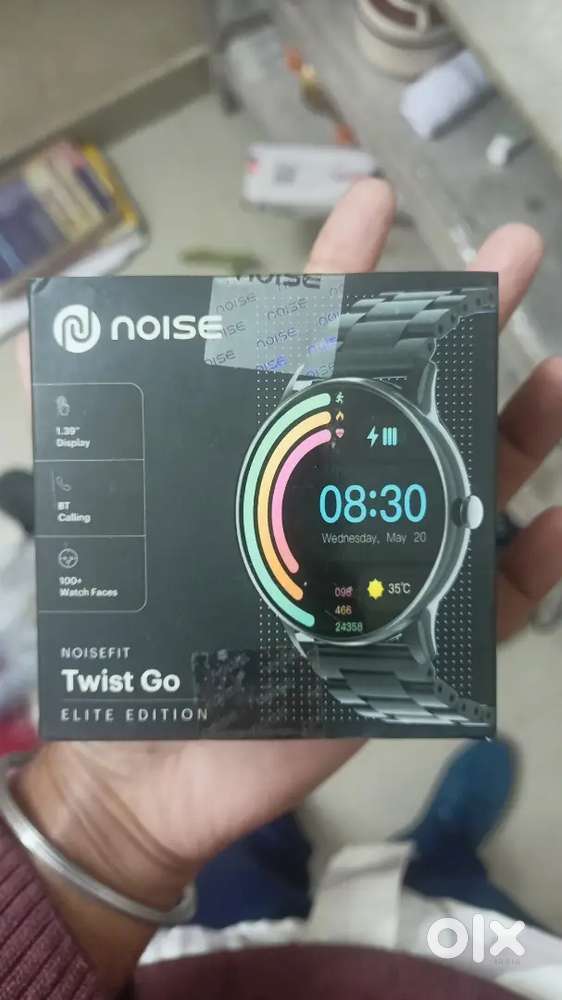 noise
noise
noise
noise
noise
1.39"
Display
BT
Calling
100+
Watch Faces
08:30
Wednesday, May 20
35°C
098
466
24358
NOISEFIT
Twist Go
ELITE EDITION
olx
INDIA